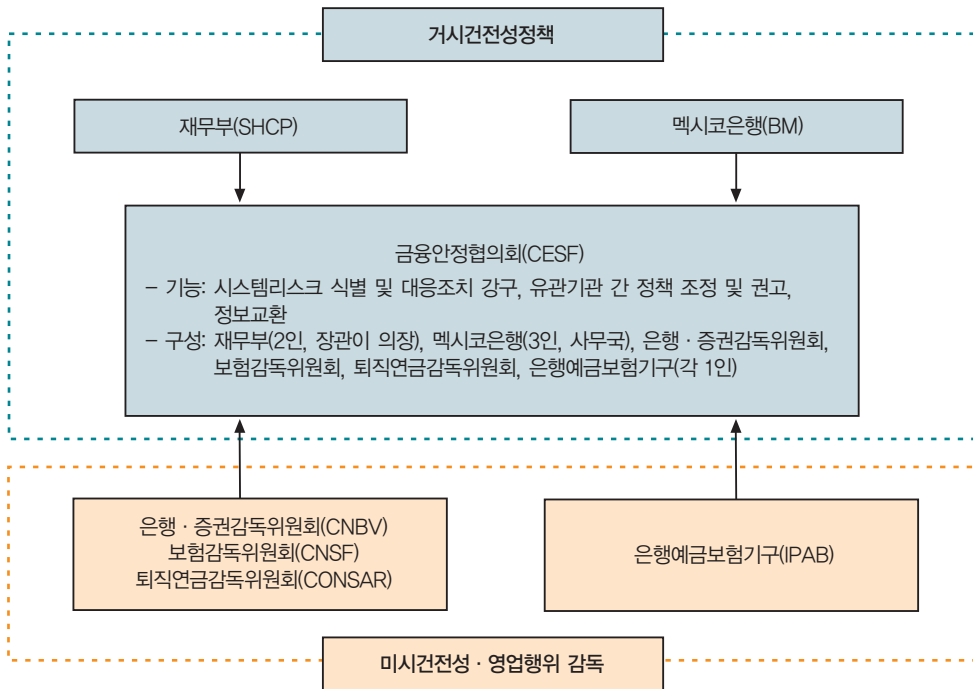 거시건전성정책
재무부(SHCP)
멕시코은행(BM)
금융안정협의회(CESF)
– 기능: 시스템리스크 식별 및 대응조치 강구, 유관기관 간 정책 조정 및 권고,
정보교환
– 구성: 재무부(2인, 장관이 의장), 멕시코은행(3인, 사무국), 은행·증권감독위원회,
보험감독위원회, 퇴직연금감독위원회, 은행예금보험기구(각 1인)
은행·증권감독위원회(CNBV)
보험감독위원회(CNSF)
퇴직연금감독위원회(CONSAR)
은행예금보험기구(IPAB)
미시건전성·영업행위 감독